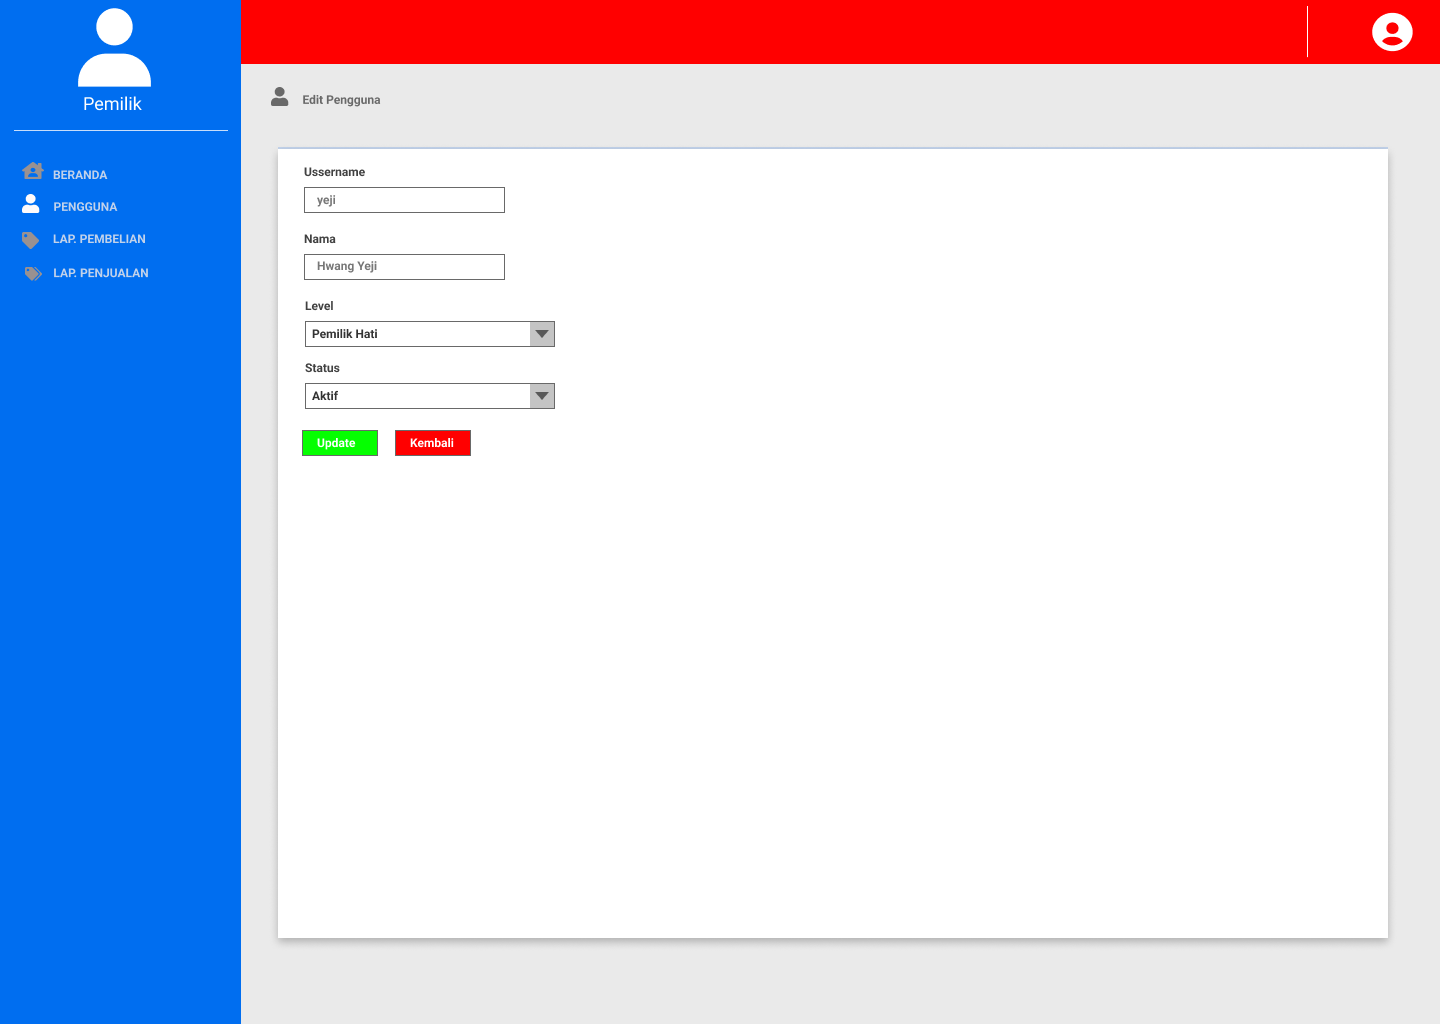 Pemilik
BERANDA
PENGGUNA
LAP. PEMBELIAN
LAP. PENJUALAN
Edit Pengguna
Ussername
yeji
Nama
Hwang Yeji
Level
Pemilik Hati
Status
Aktif
Update
Kembali